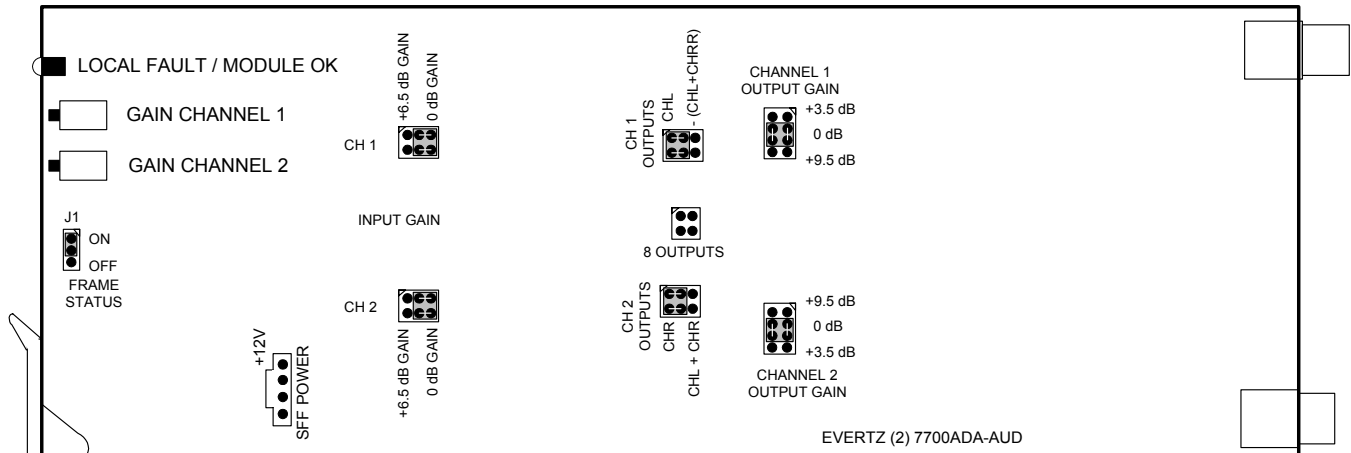 LOCAL FAULT / MODULE OK
GAIN CHANNEL 1
GAIN CHANNEL 2
J1
ON
OFF
FRAME
STATUS
+12V
SFF POWER
CH 1
+6.5 dB GAIN
0 dB GAIN
INPUT GAIN
CH 2
+6.5 dB GAIN
0 dB GAIN
CH 1
OUTPUTS
CHL
- (CHL+CHRR)
8 OUTPUTS
CH 2
OUTPUTS
CHR
CHL + CHR
CHANNEL 1
OUTPUT GAIN
+3.5 dB
0 dB
+9.5 dB
+9.5 dB
0 dB
+3.5 dB
CHANNEL 2
OUTPUT GAIN
EVERTZ (2) 7700ADA-AUD